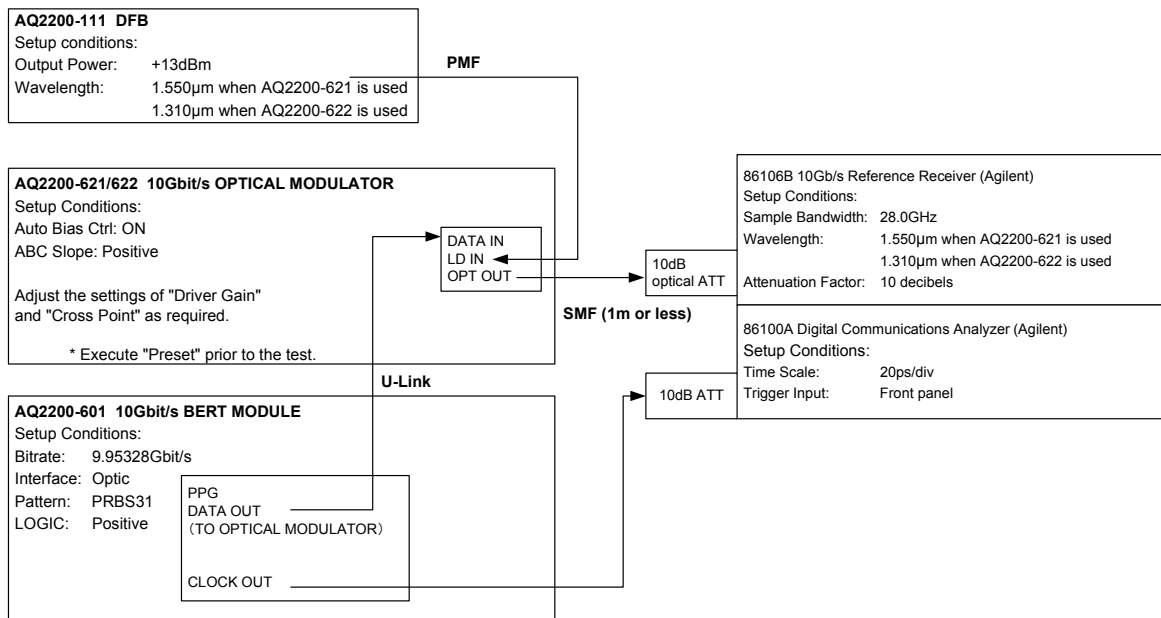 AQ2200-111 DFB
Setup conditions:
Output Power: +13dBm
Wavelength: 1.550µm when AQ2200-621 is used
1.310µm when AQ2200-622 is used
PMF
AQ2200-621/622 10Gbit/s OPTICAL MODULATOR
Setup Conditions:
Auto Bias Ctrl: ON
ABC Slope: Positive
Adjust the settings of "Driver Gain"
and "Cross Point" as required.
* Execute "Preset" prior to the test.
DATA IN
LD IN
OPT OUT
SMF (1m or less)
10dB
optical ATT
86106B 10Gb/s Reference Receiver (Agilent)
Setup Conditions:
Sample Bandwidth: 28.0GHz
Wavelength: 1.550µm when AQ2200-621 is used
1.310µm when AQ2200-622 is used
Attenuation Factor: 10 decibels
86100A Digital Communications Analyzer (Agilent)
Setup Conditions:
Time Scale: 20ps/div
Trigger Input: Front panel
10dB ATT
U-Link
AQ2200-601 10Gbit/s BERT MODULE
Setup Conditions:
Bitrate: 9.95328Gbit/s
Interface: Optic
Pattern: PRBS31
LOGIC: Positive
PPG
DATA OUT
（TO OPTICAL MODULATOR）
CLOCK OUT